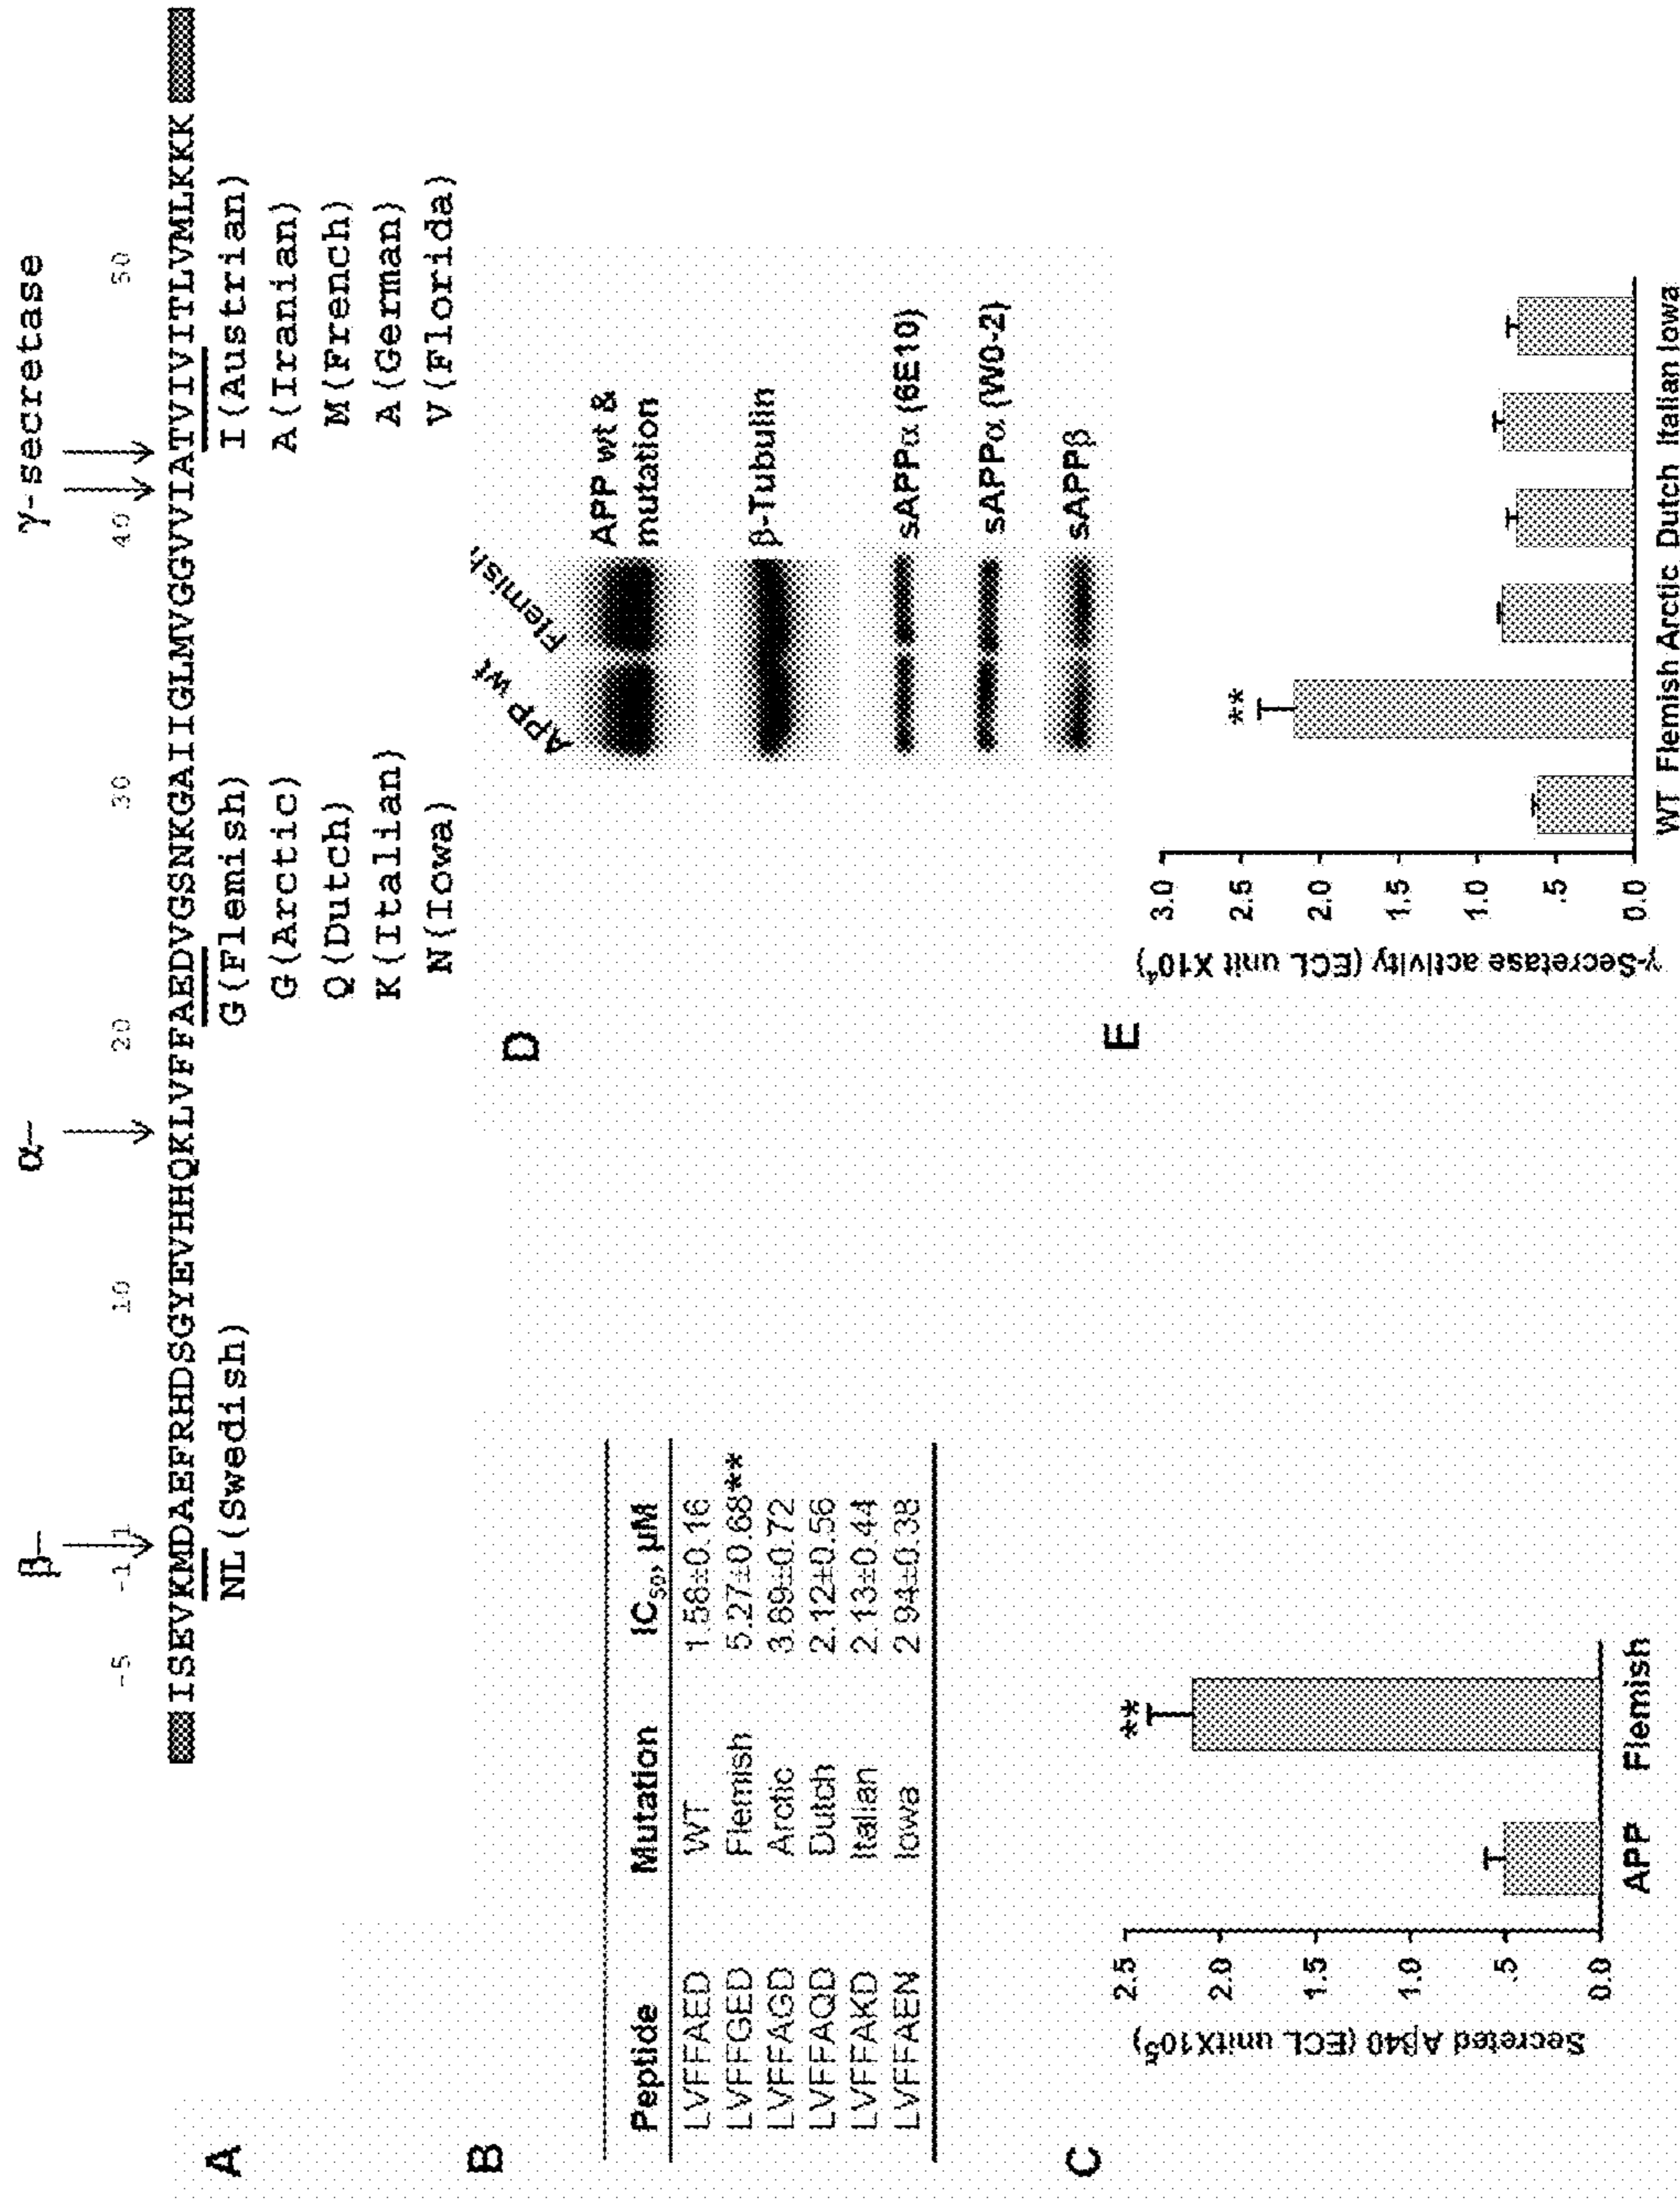 A
β- α- γ-secretase
-5 -1 1 10 20 30 40 50
ISEVKMDAEFRHDSGYEVHHQKLVFFAEDVGSNKGAIIGLMVGGVVIATVIVITLVMLKKK
NL(Swedish) G(Flemish) I(Austrian)
G(Arctic) A(Iranian)
Q(Dutch) M(French)
K(Italian) A(German)
N(Iowa) V(Florida)
B
Peptide Mutation IC50, µM
LVFFAED WT 1.56±0.16
LVFFGED Flemish 5.27±0.68**
LVFFAGD Arctic 3.69±0.72
LVFFAQD Dutch 2.12±0.56
LVFFAKD Italian 2.13±0.44
LVFFAEN Iowa 2.94±0.38
C
Secreted Aβ40 (ECL unitX10⁵)
2.5
2.0
1.5
1.0
.5
0.0
**
APP Flemish
D
APP wt Flemish
APP wt &
mutation
β-Tubulin
sAPPα (6E10)
sAPPα (W0-2)
sAPPβ
E
γ-Secretase activity (ECL unit X10⁴)
3.0
2.5
2.0
1.5
1.0
.5
0.0
**
WT Flemish Arctic Dutch Italian Iowa